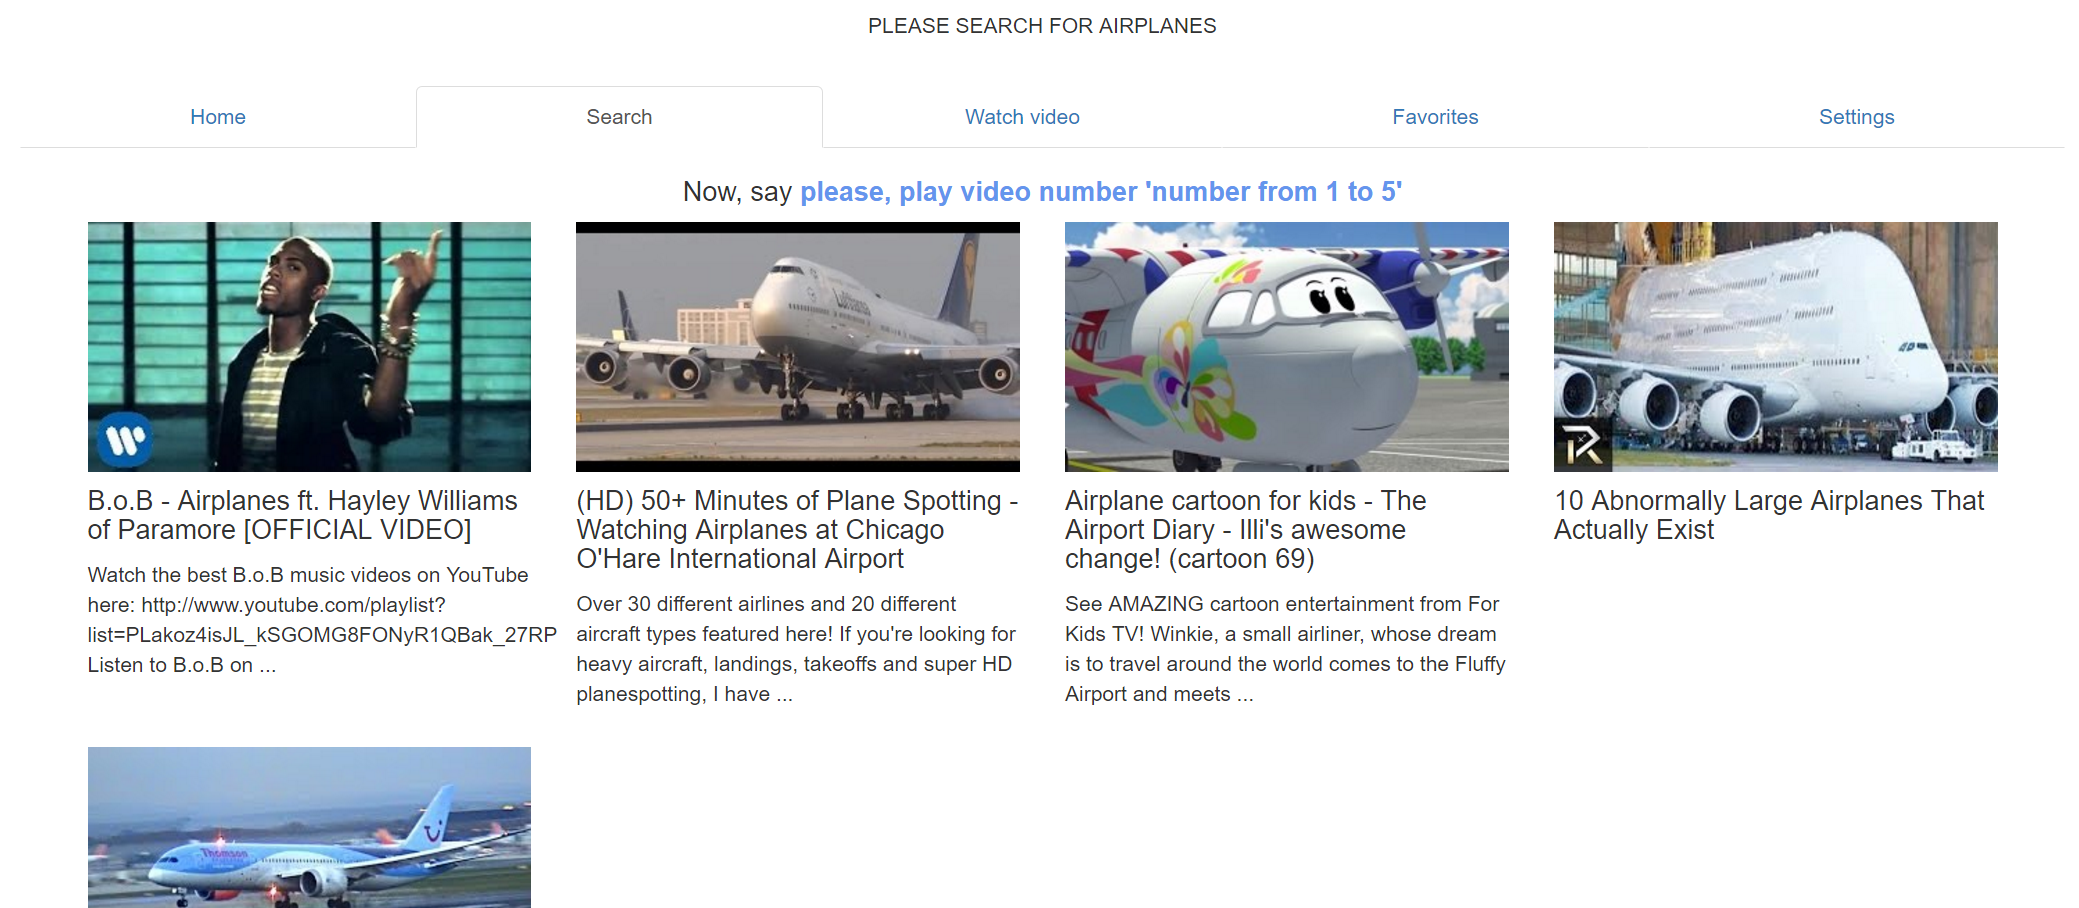 PLEASE SEARCH FOR AIRPLANES
Home
Search
Watch video
Favorites
Settings
Now, say please, play video number 'number from 1 to 5'
Lufthansa
B.o.B - Airplanes ft. Hayley Williams
of Paramore [OFFICIAL VIDEO]
Watch the best B.o.B music videos on YouTube
here: http://www.youtube.com/playlist?
list=PLakoz4isJL_kSGOMG8FONyR1QBak_27RP
Listen to B.o.B on ...
(HD) 50+ Minutes of Plane Spotting -
Watching Airplanes at Chicago
O'Hare International Airport
Over 30 different airlines and 20 different
aircraft types featured here! If you're looking for
heavy aircraft, landings, takeoffs and super HD
planespotting, I have ...
Airplane cartoon for kids - The
Airport Diary - Illi's awesome
change! (cartoon 69)
See AMAZING cartoon entertainment from For
Kids TV! Winkie, a small airliner, whose dream
is to travel around the world comes to the Fluffy
Airport and meets ...
10 Abnormally Large Airplanes That
Actually Exist
Thomson